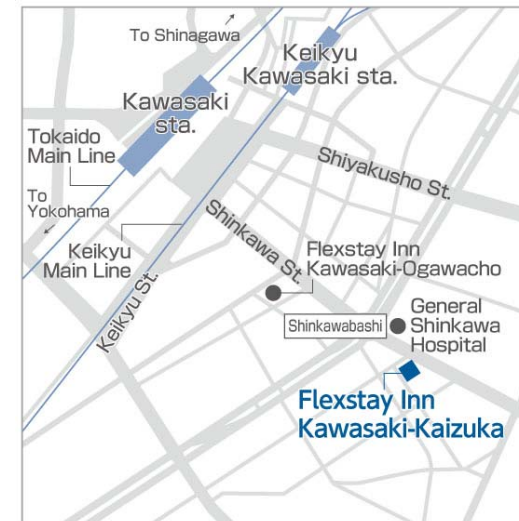 To Shinagawa
Keikyu
Kawasaki sta.
Kawasaki
sta.
Tokaido
Main Line
Shiyakusho St.
To
Yokohama
Shinkawa St.
Keikyu
Main Line
Flexstay Inn
Kawasaki-Ogawacho
Keikyu St.
Shinkawabashi
General
Shinkawa
Hospital
Flexstay Inn
Kawasaki-Kaizuka